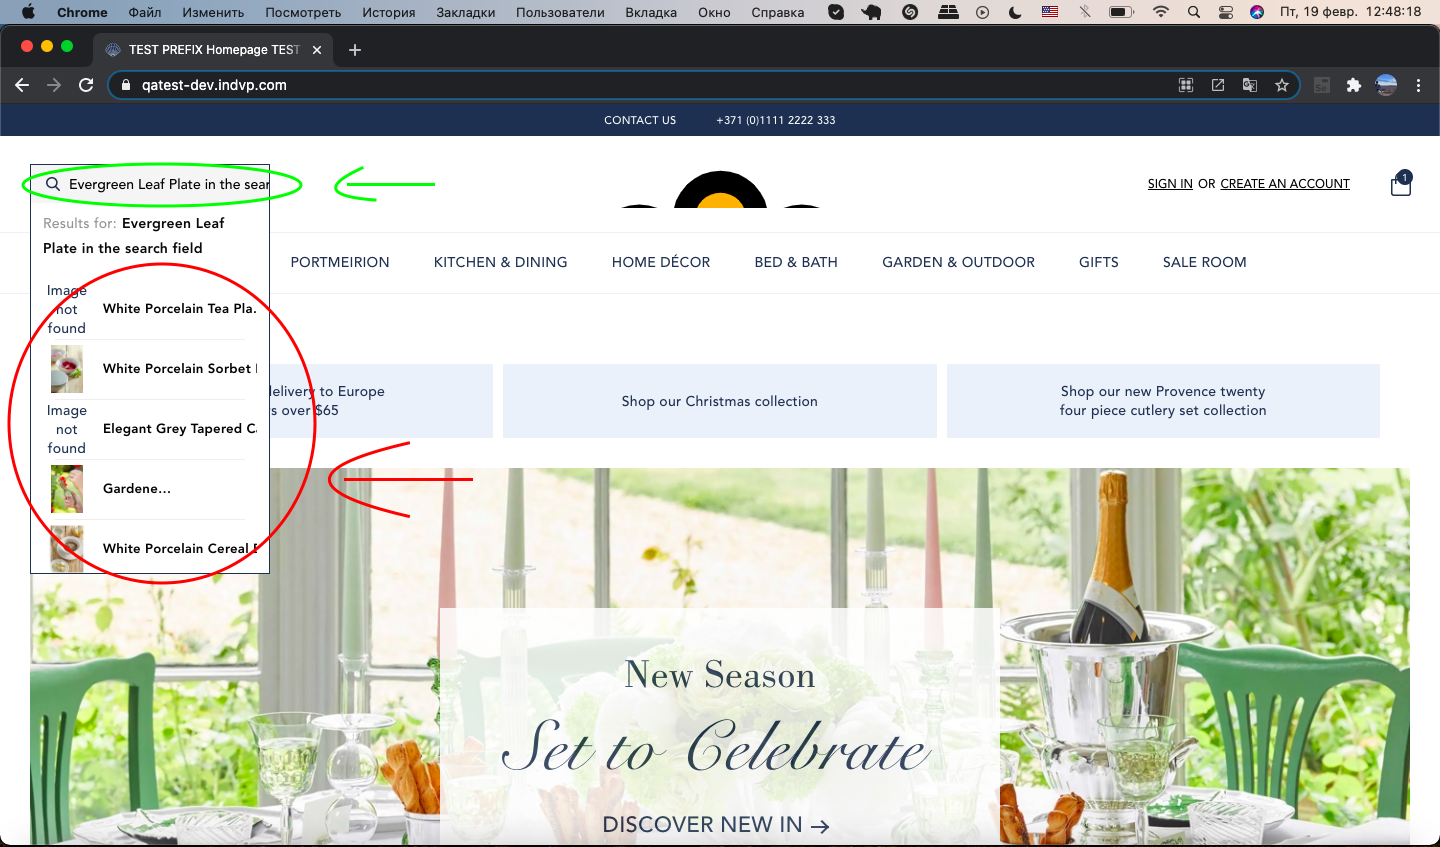 Chrome Файл Изменить Посмотреть История Закладки Пользователи Вкладка Окно Справка Пт, 19 февр. 12:48:18
TEST PREFIX Homepage TEST
qatest-dev.indvp.com
CONTACT US +371 (0)1111 2222 333
Evergreen Leaf Plate in the sear
SIGN IN OR CREATE AN ACCOUNT 1
Results for: Evergreen Leaf
Plate in the search field
PORTMEIRION KITCHEN & DINING HOME DÉCOR BED & BATH GARDEN & OUTDOOR GIFTS SALE ROOM
Image
not
found
White Porcelain Tea Pla.
White Porcelain Sorbet
Image
not
found
Elegant Grey Tapered Ca
Gardene...
White Porcelain Cereal
delivery to Europe
s over $65
Shop our Christmas collection
Shop our new Provence twenty
four piece cutlery set collection
New Season
Set to Celebrate
DISCOVER NEW IN →